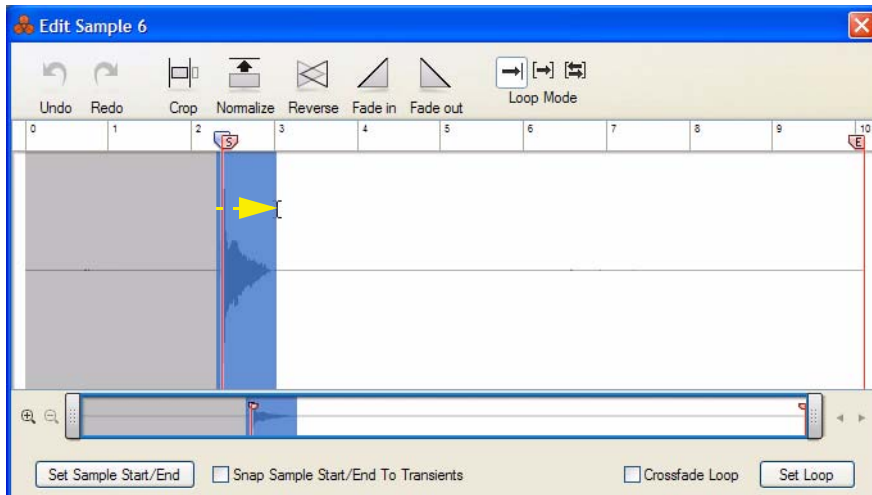 Edit Sample 6
Undo Redo Crop Normalize Reverse Fade in Fade out Loop Mode
0 1 2 3 4 5 6 7 8 9 10
S E
Set Sample Start/End Snap Sample Start/End To Transients Crossfade Loop Set Loop